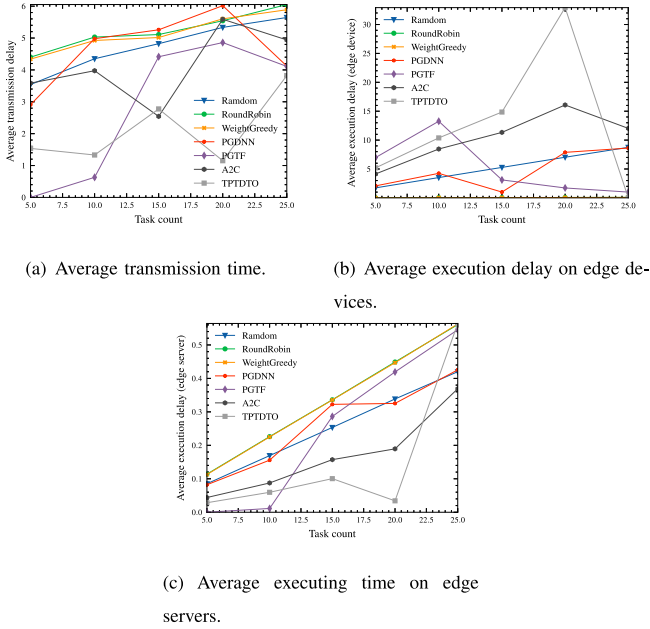 6
5
4
3
2
1
0
5.0 7.5 10.0 12.5 15.0 17.5 20.0 22.5 25.0
Average transmission delay
Task count
Ramdom
RoundRobin
WeightGreedy
PGDNN
PGTF
A2C
TPTDTO
30
25
20
15
10
5
5.0 7.5 10.0 12.5 15.0 17.5 20.0 22.5 25.0
Average execution delay (edge device)
Task count
Ramdom
RoundRobin
WeightGreedy
PGDNN
PGTF
A2C
TPTDTO
(a) Average transmission time.
(b) Average execution delay on edge de-
vices.
0.5
0.4
0.3
0.2
0.1
0.0
5.0 7.5 10.0 12.5 15.0 17.5 20.0 22.5 25.0
Average execution delay (edge server)
Task count
Ramdom
RoundRobin
WeightGreedy
PGDNN
PGTF
A2C
TPTDTO
(c) Average executing time on edge
servers.